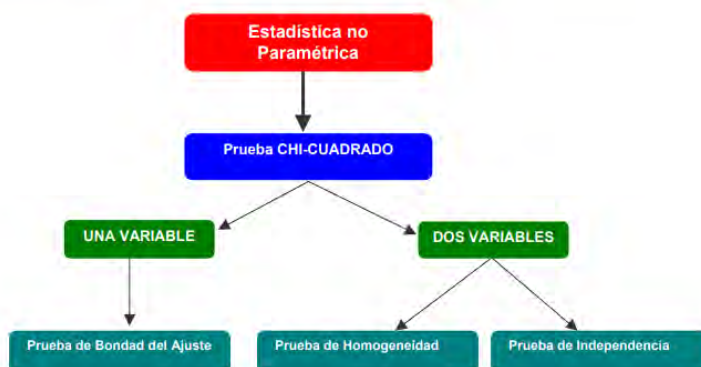 Estadística no
Paramétrica
Prueba CHI-CUADRADO
UNA VARIABLE
DOS VARIABLES
Prueba de Bondad del Ajuste
Prueba de Homogeneidad
Prueba de Independencia